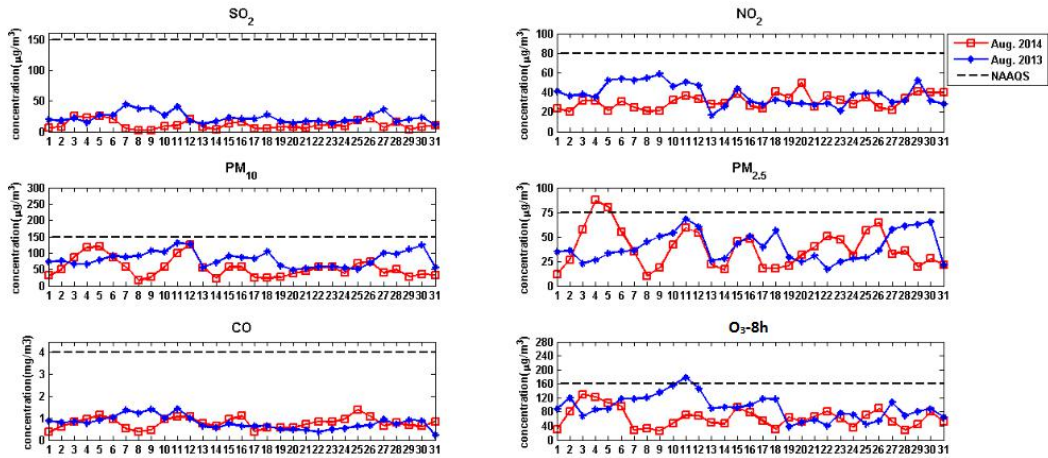 SO2
concentration(μg/m3)
150
100
50
0
1 2 3 4 5 6 7 8 9 10 11 12 13 14 15 16 17 18 19 20 21 22 23 24 25 26 27 28 29 30 31
NO2
concentration(μg/m3)
100
80
60
40
20
0
1 2 3 4 5 6 7 8 9 10 11 12 13 14 15 16 17 18 19 20 21 22 23 24 25 26 27 28 29 30 31
Aug. 2014
Aug. 2013
NAAQS
PM10
concentration(μg/m3)
300
250
200
150
100
50
0
1 2 3 4 5 6 7 8 9 10 11 12 13 14 15 16 17 18 19 20 21 22 23 24 25 26 27 28 29 30 31
PM2.5
concentration(μg/m3)
100
75
50
25
0
1 2 3 4 5 6 7 8 9 10 11 12 13 14 15 16 17 18 19 20 21 22 23 24 25 26 27 28 29 30 31
CO
concentration(mg/m3)
4
3
2
1
0
1 2 3 4 5 6 7 8 9 10 11 12 13 14 15 16 17 18 19 20 21 22 23 24 25 26 27 28 29 30 31
O3-8h
concentration(μg/m3)
280
240
200
160
120
80
40
0
1 2 3 4 5 6 7 8 9 10 11 12 13 14 15 16 17 18 19 20 21 22 23 24 25 26 27 28 29 30 31